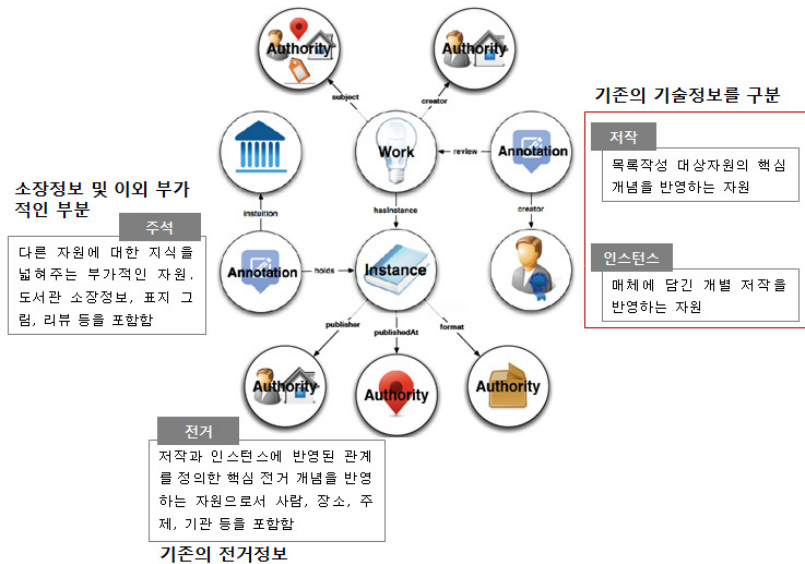 Authority
Authority
subject
creator
기존의 기술정보를 구분
저작
목록작성 대상자원의 핵심
개념을 반영하는 자원
Work
review
Annotation
소장정보 및 이외 부가
적인 부분
instuition
hasInstance
creator
주석
다른 자원에 대한 지식을
넓혀주는 부가적인 자원.
도서관 소장정보, 표지 그
림, 리뷰 등을 포함함
Annotation
holds
Instance
인스턴스
매체에 담긴 개별 저작을
반영하는 자원
publisher
publishedAt
format
Authority
Authority
Authority
전거
저작과 인스턴스에 반영된 관계
를 정의한 핵심 전거 개념을 반영
하는 자원으로서 사람, 장소, 주
제, 기관 등을 포함함
기존의 전거정보